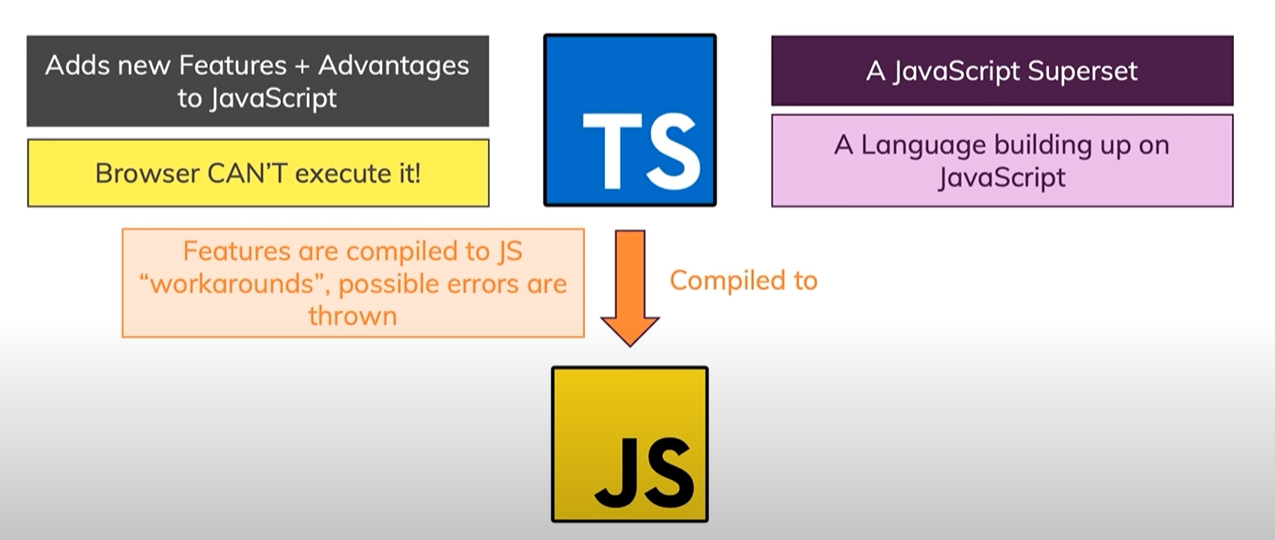 Adds new Features + Advantages
to JavaScript
Browser CAN'T execute it!
TS
A JavaScript Superset
A Language building up on
JavaScript
Features are compiled to JS
“workarounds”, possible errors are
thrown
Compiled to
JS